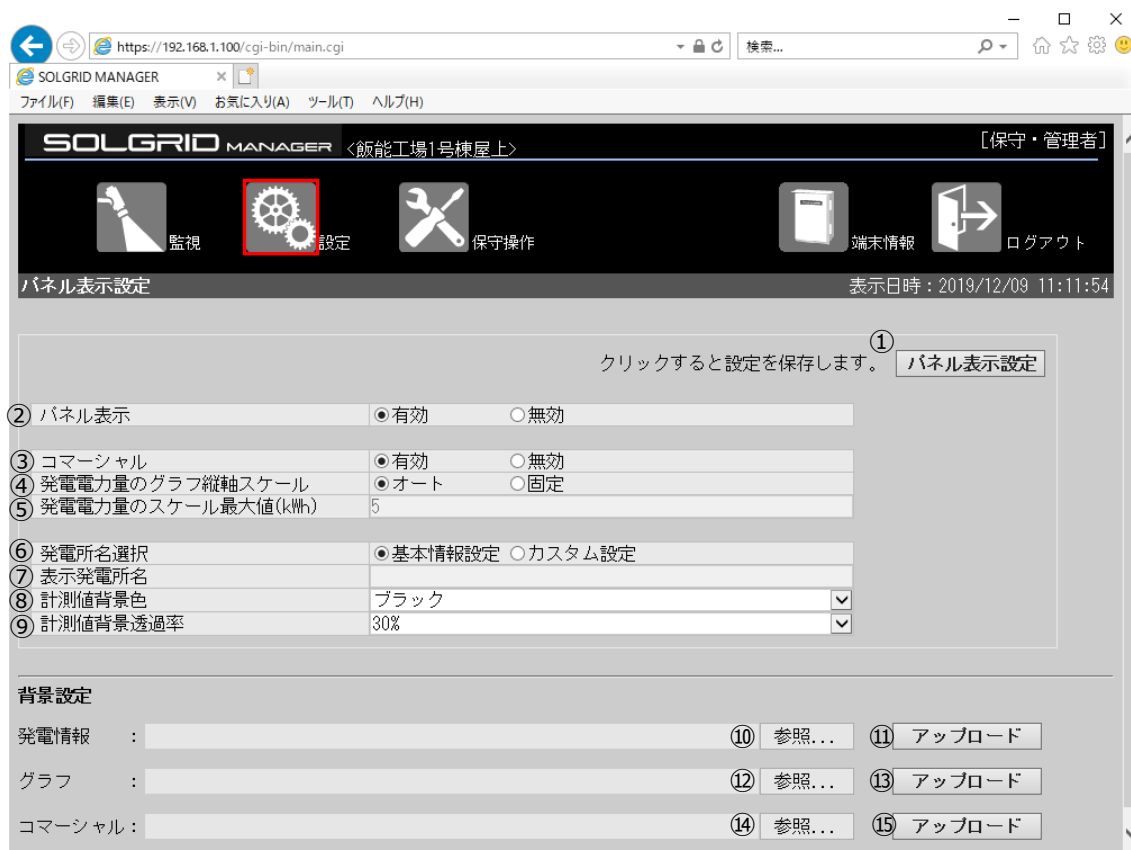 https://192.168.1.100/cgi-bin/main.cgi 検索...
SOLGRID MANAGER
ファイル(F) 編集(E) 表示(V) お気に入り(A) ツール(T) ヘルプ(H)
SOLGRID MANAGER <飯能工場1号棟屋上> [保守・管理者]
監視 設定 保守操作 端末情報 ログアウト
パネル表示設定 表示日時:2019/12/09 11:11:54
クリックすると設定を保存します。 ① パネル表示設定
② パネル表示 有効 無効
③ コマーシャル 有効 無効
④ 発電電力量のグラフ縦軸スケール オート 固定
⑤ 発電電力量のスケール最大値(kWh) 5
⑥ 発電所名選択 基本情報設定 カスタム設定
⑦ 表示発電所名
⑧ 計測値背景色 ブラック
⑨ 計測値背景透過率 30%
背景設定
発電情報 : ⑩ 参照... ⑪ アップロード
グラフ : ⑫ 参照... ⑬ アップロード
コマーシャル : ⑭ 参照... ⑮ アップロード